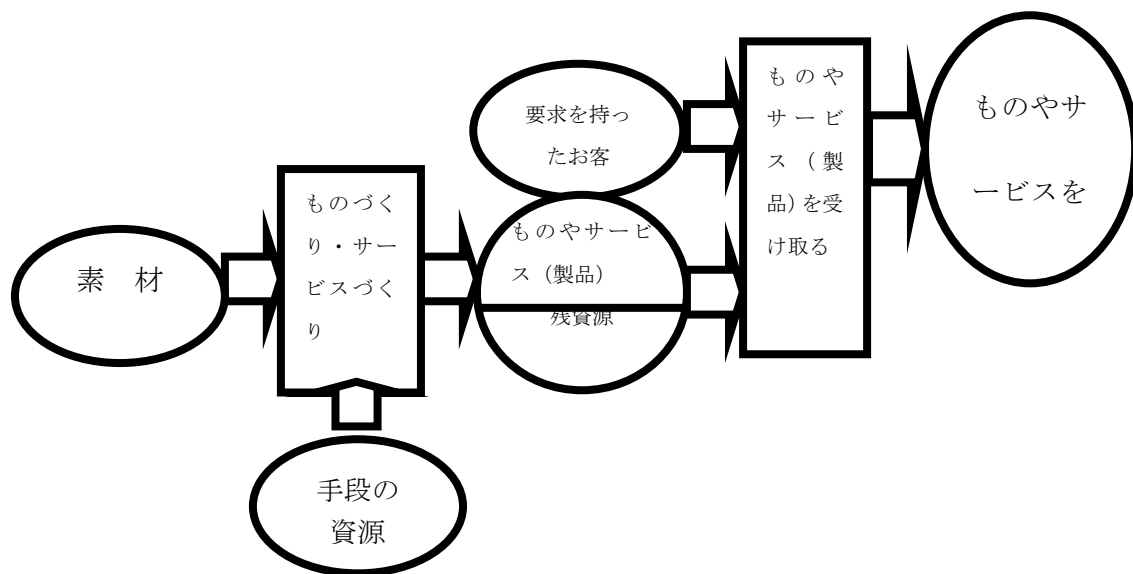 素　材
ものづく
り・サー
ビスづく
り
手段の
資源
要求を持っ
たお客
ものやサービ
ス（製品）
残資源
ものや
サービ
ス（製
品）を受
け取る
ものやサ
ービスを